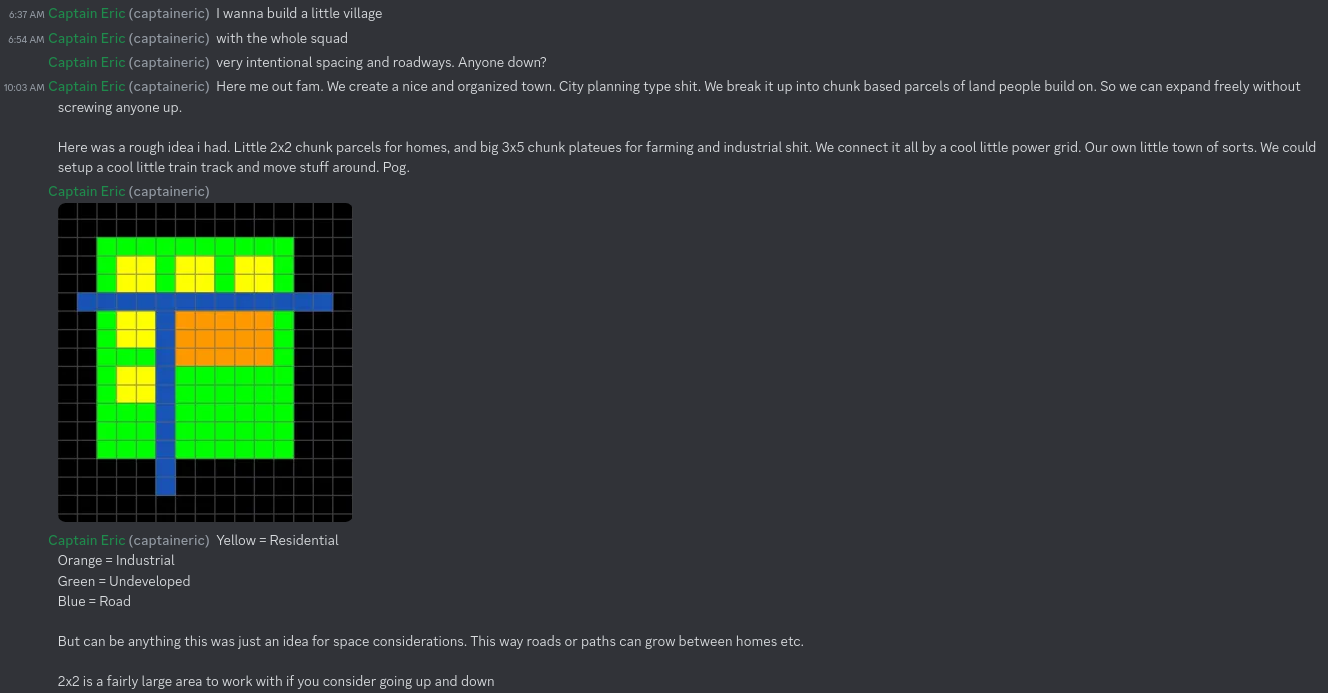 6:37 AM Captain Eric (captaineric) I wanna build a little village
6:54 AM Captain Eric (captaineric) with the whole squad
Captain Eric (captaineric) very intentional spacing and roadways. Anyone down?
10:03 AM Captain Eric (captaineric) Here me out fam. We create a nice and organized town. City planning type shit. We break it up into chunk based parcels of land people build on. So we can expand freely without
screwing anyone up.
Here was a rough idea i had. Little 2x2 chunk parcels for homes, and big 3x5 chunk plateues for farming and industrial shit. We connect it all by a cool little power grid. Our own little town of sorts. We could
setup a cool little train track and move stuff around. Pog.
Captain Eric (captaineric)
Captain Eric (captaineric) Yellow = Residential
Orange = Industrial
Green = Undeveloped
Blue = Road
But can be anything this was just an idea for space considerations. This way roads or paths can grow between homes etc.
2x2 is a fairly large area to work with if you consider going up and down